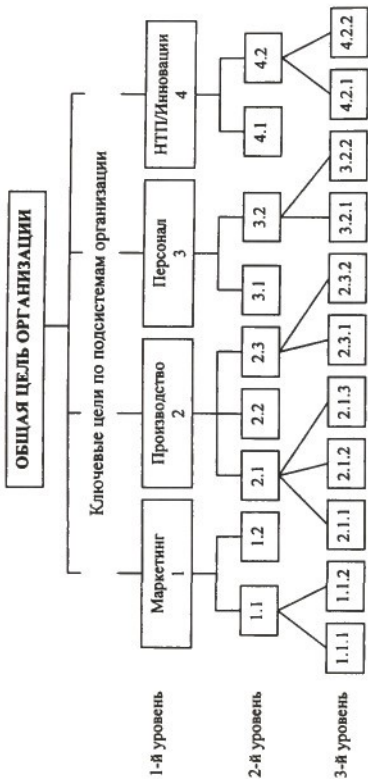 ОБЩАЯ ЦЕЛЬ ОРГАНИЗАЦИИ
Ключевые цели по подсистемам организации
1-й уровень
Маркетинг
1
Производство
2
Персонал
3
НТП/Инновации
4
2-й уровень
1.1
1.2
2.1
2.2
2.3
3.1
3.2
4.1
4.2
3-й уровень
1.1.1
1.1.2
2.1.1
2.1.2
2.1.3
2.3.1
2.3.2
3.2.1
3.2.2
4.2.1
4.2.2